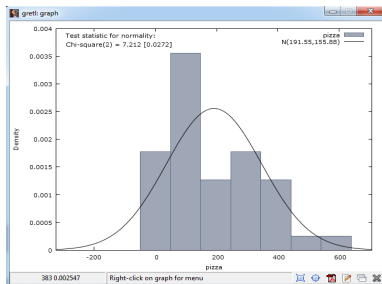 gretl: graph
Test statistic for normality:
Chi-square(2) = 7.212 [0.0272]
pizza
N(191.55,155.88)
0.004
0.0035
0.003
0.0025
0.002
0.0015
0.001
0.0005
0
Density
-200
0
200
400
600
pizza
383 0.002547
Right-click on graph for menu